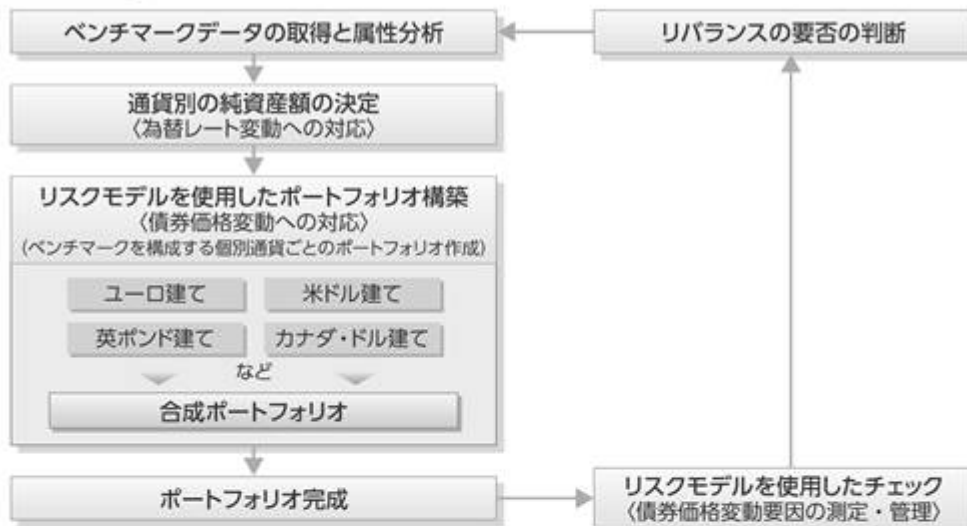 ベンチマークデータの取得と属性分析
リバランスの要否の判断
通貨別の純資産額の決定
〈為替レート変動への対応〉
リスクモデルを使用したポートフォリオ構築
〈債券価格変動への対応〉
(ベンチマークを構成する個別通貨ごとのポートフォリオ作成)
ユーロ建て
米ドル建て
英ポンド建て
カナダ・ドル建て
など
合成ポートフォリオ
ポートフォリオ完成
リスクモデルを使用したチェック
〈債券価格変動要因の測定・管理〉